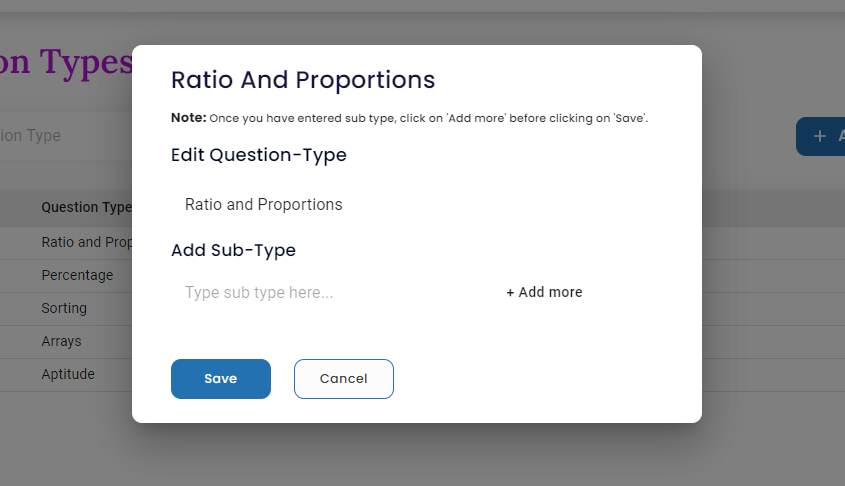 on Types
ion Type
+ A
Question Type
Ratio and Prop
Percentage
Sorting
Arrays
Aptitude
Ratio And Proportions
Note: Once you have entered sub type, click on 'Add more' before clicking on 'Save'.
Edit Question-Type
Ratio and Proportions
Add Sub-Type
Type sub type here...
+ Add more
Save
Cancel